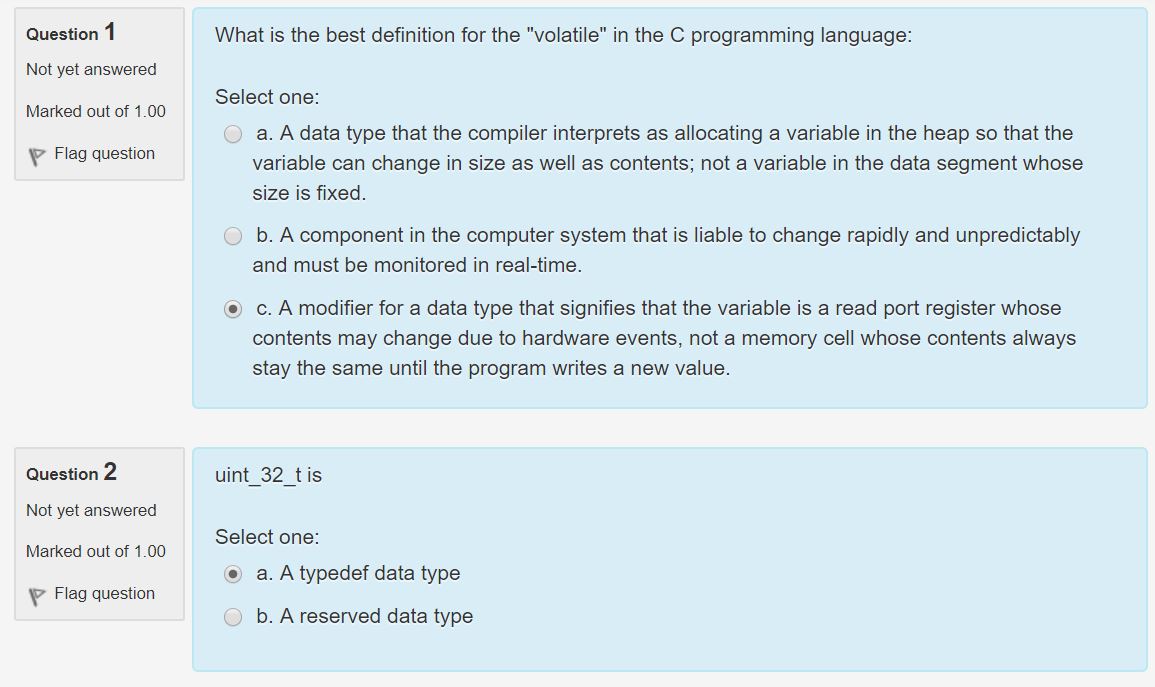 Question 1
Not yet answered
Marked out of 1.00
Flag question
What is the best definition for the "volatile" in the C programming language:
Select one:
a. A data type that the compiler interprets as allocating a variable in the heap so that the
variable can change in size as well as contents; not a variable in the data segment whose
size is fixed.
b. A component in the computer system that is liable to change rapidly and unpredictably
and must be monitored in real-time.
c. A modifier for a data type that signifies that the variable is a read port register whose
contents may change due to hardware events, not a memory cell whose contents always
stay the same until the program writes a new value.
Question 2
Not yet answered
Marked out of 1.00
Flag question
uint_32_t is
Select one:
a. A typedef data type
b. A reserved data type